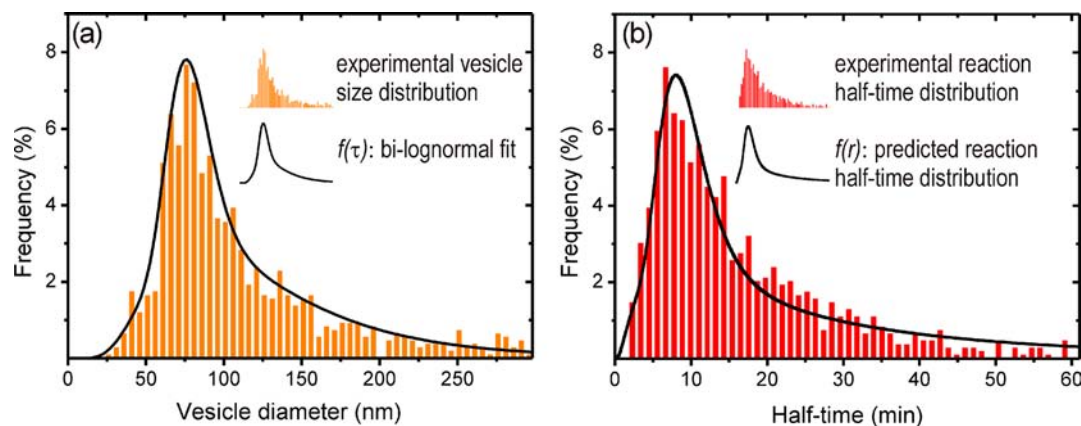 (a)
experimental vesicle
size distribution
f(τ): bi-lognormal fit
Frequency (%)
8
6
4
2
0 50 100 150 200 250
Vesicle diameter (nm)
(b)
experimental reaction
half-time distribution
f(r): predicted reaction
half-time distribution
Frequency (%)
8
6
4
2
0 10 20 30 40 50 60
Half-time (min)